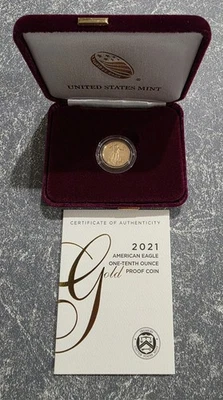 UNITED STATES MINT
CERTIFICATE OF AUTHENTICITY
2021
AMERICAN EAGLE
ONE-TENTH OUNCE
Gold PROOF COIN